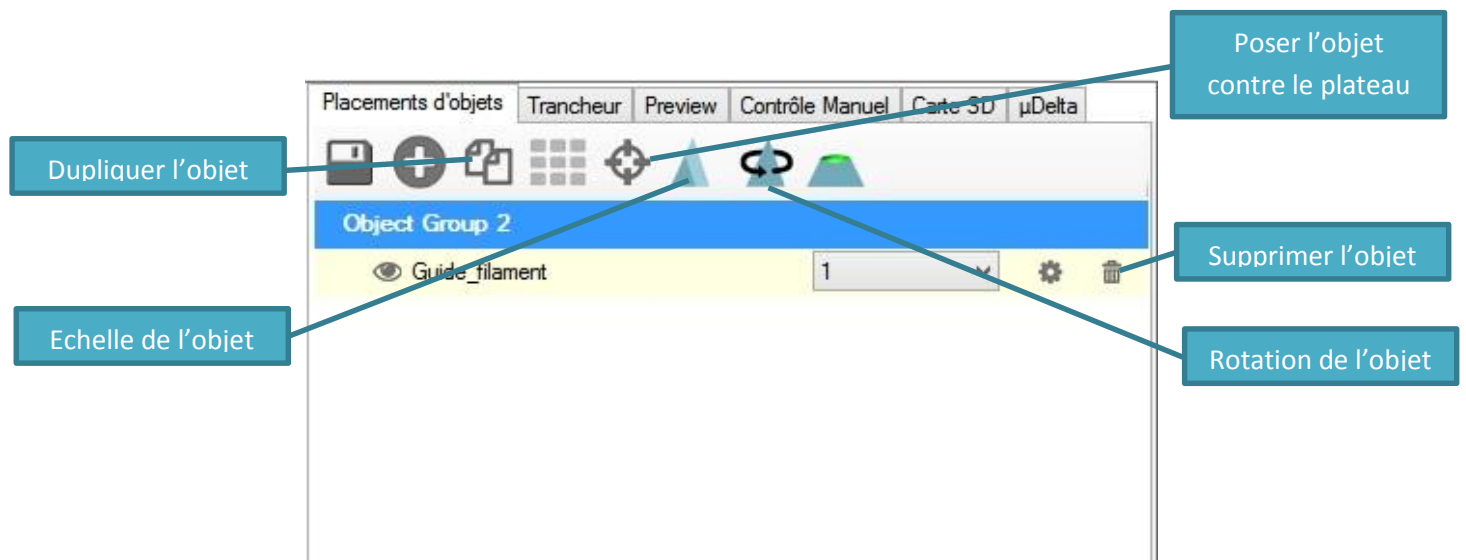 Poser l’objet
contre le plateau
Placements d'objets Trancheur Preview Contrôle Manuel Carte SD µDelta
Dupliquer l’objet
Object Group 2
Guide_filament 1
Supprimer l’objet
Echelle de l’objet
Rotation de l’objet